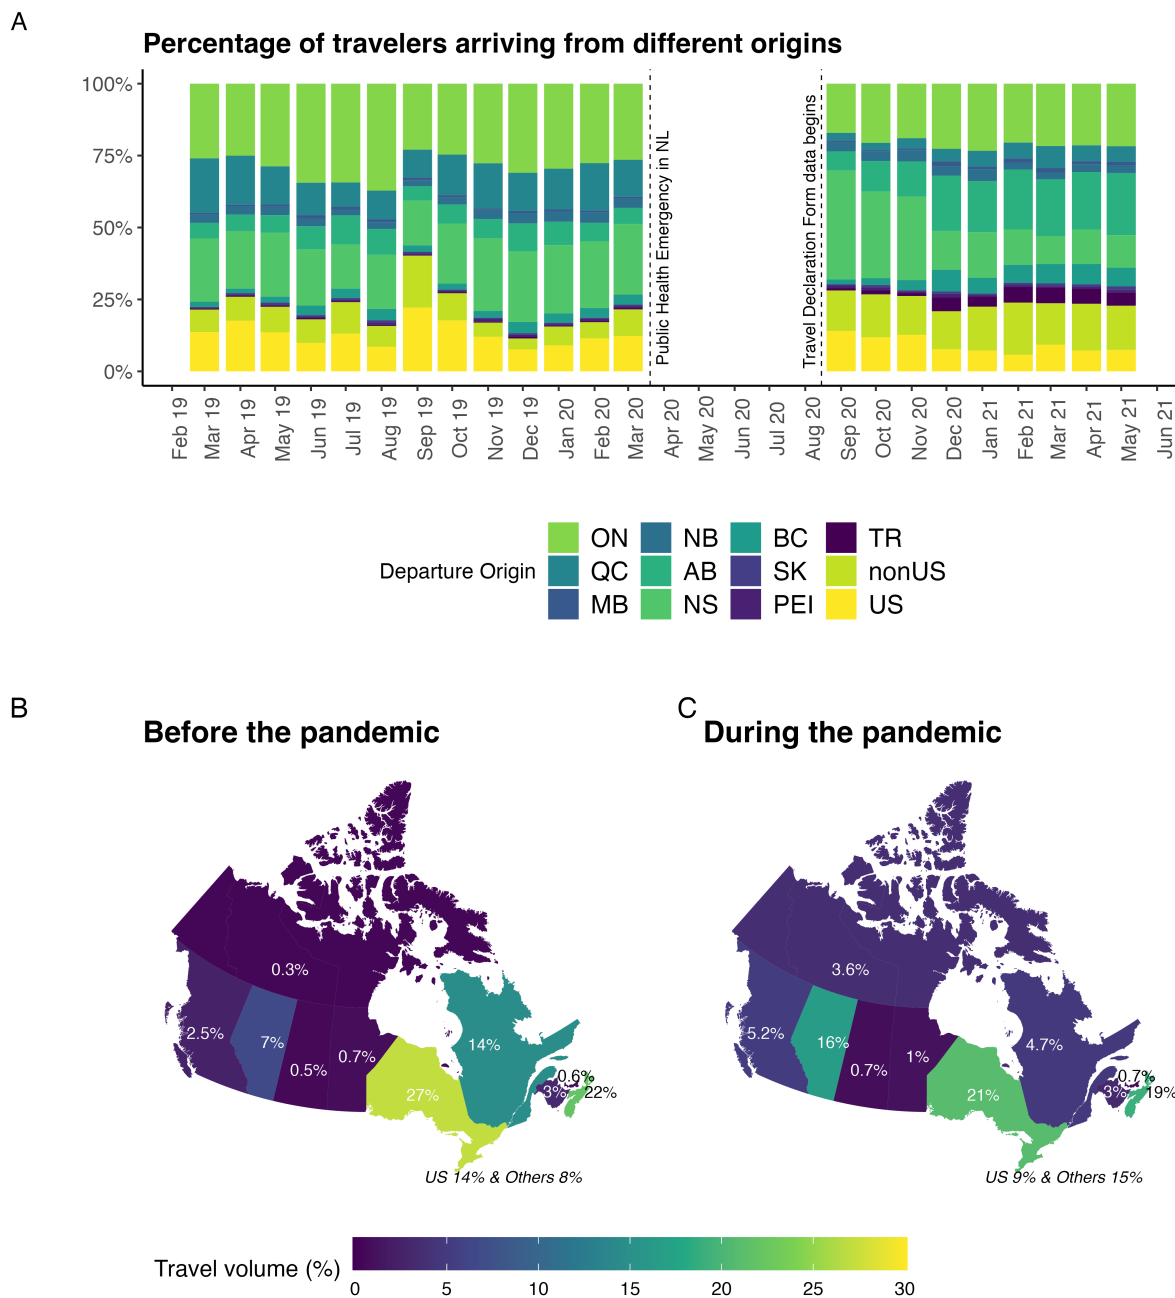 A
Percentage of travelers arriving from different origins
100%
75%
50%
25%
0%
Public Health Emergency in NL
Travel Declaration Form data begins
Feb 19
Mar 19
Apr 19
May 19
Jun 19
Jul 19
Aug 19
Sep 19
Oct 19
Nov 19
Dec 19
Jan 20
Feb 20
Mar 20
Apr 20
May 20
Jun 20
Jul 20
Aug 20
Sep 20
Oct 20
Nov 20
Dec 20
Jan 21
Feb 21
Mar 21
Apr 21
May 21
Jun 21
Departure Origin
ON NB BC TR
QC AB SK nonUS
MB NS PEI US
B
Before the pandemic
0.3%
2.5%
7%
0.5%
0.7%
27%
14%
0.6%
3%
22%
US 14% & Others 8%
C
During the pandemic
3.6%
5.2%
16%
0.7%
1%
21%
4.7%
0.7%
3%
19%
US 9% & Others 15%
Travel volume (%)
0 5 10 15 20 25 30